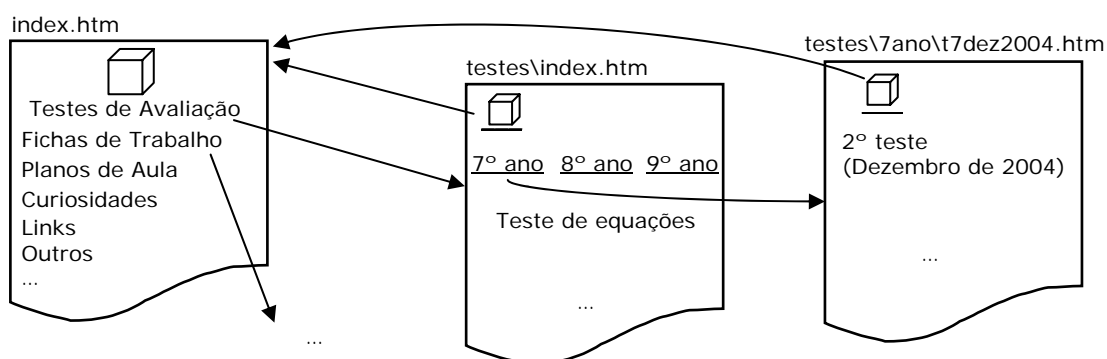 index.htm
Testes de Avaliação
Fichas de Trabalho
Planos de Aula
Curiosidades
Links
Outros
...
...
testes\index.htm
7º ano 8º ano 9º ano
Teste de equações
...
testes\7ano\t7dez2004.htm
2º teste
(Dezembro de 2004)
...